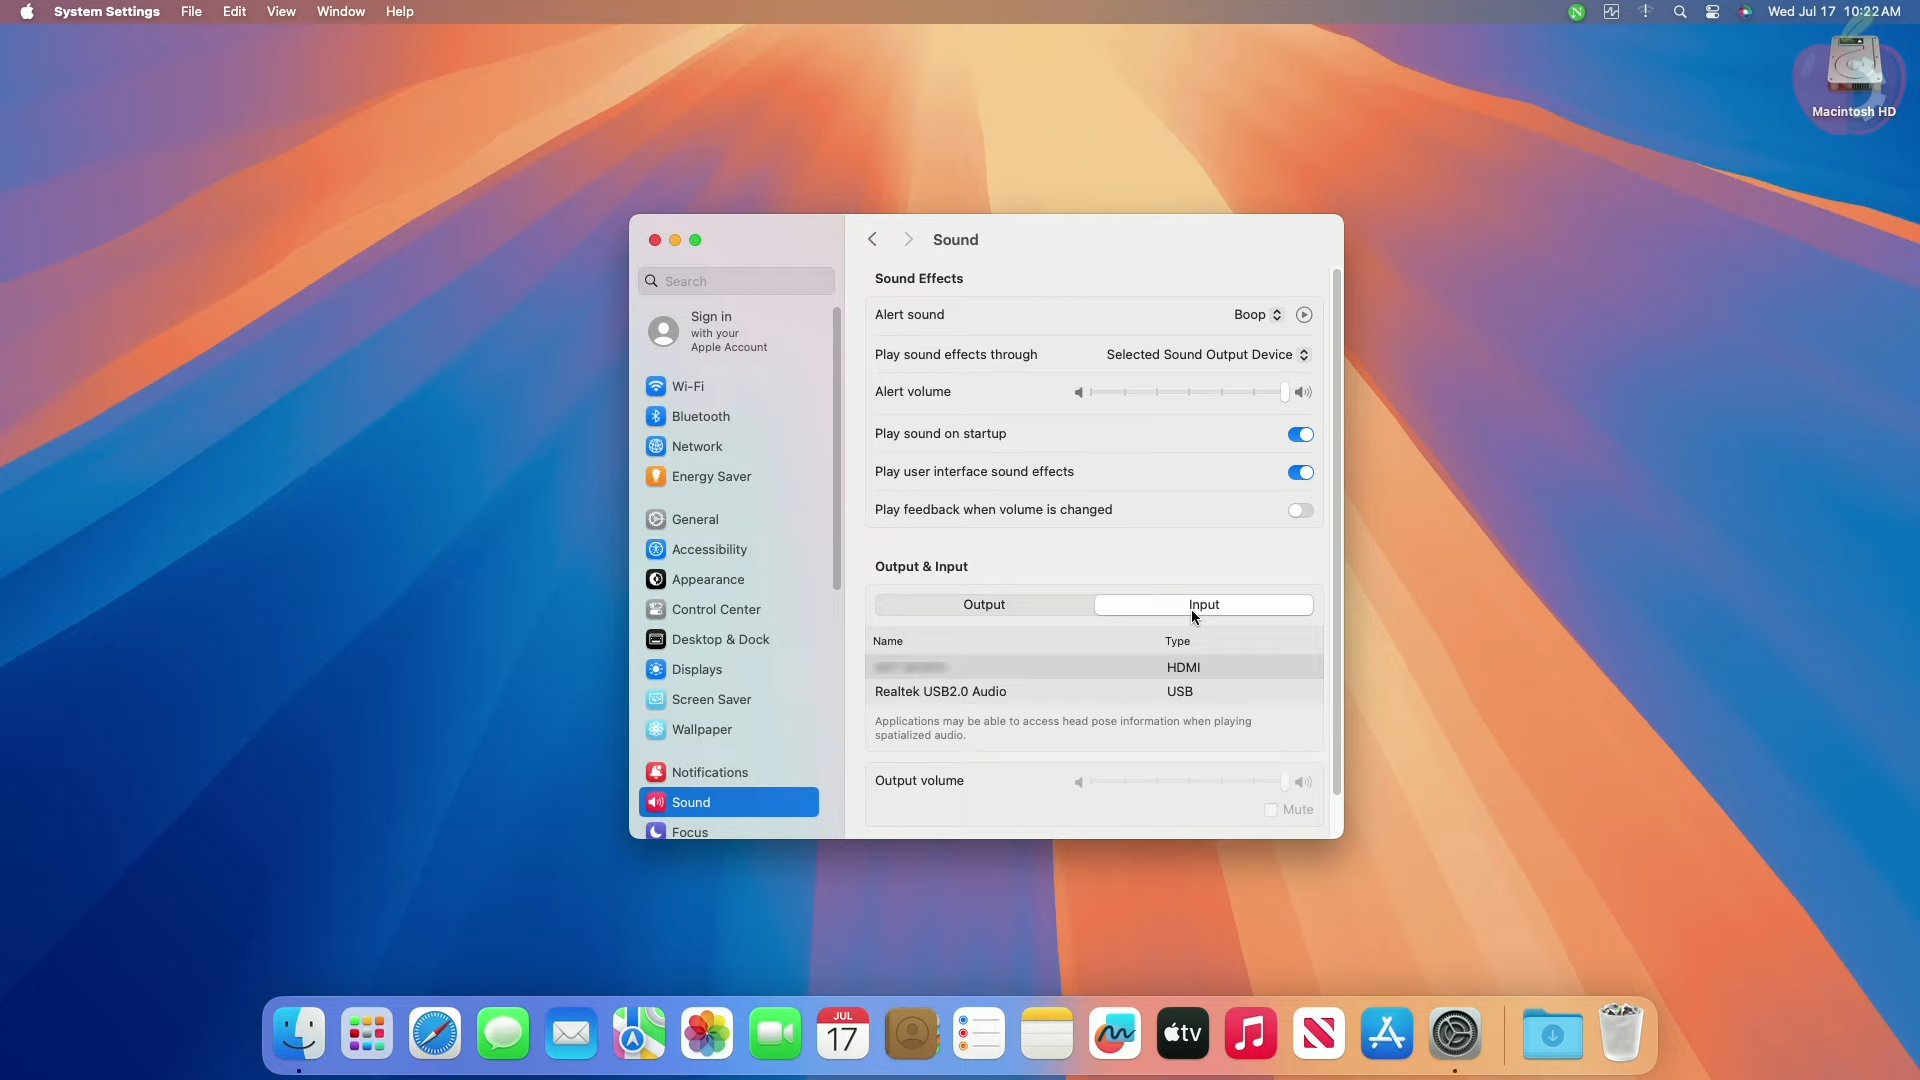 System Settings File Edit View Window Help
Wed Jul 17 10:22 AM
Macintosh HD
Sound
Search
Sign in
with your
Apple Account
Wi-Fi
Bluetooth
Network
Energy Saver
General
Accessibility
Appearance
Control Center
Desktop & Dock
Displays
Screen Saver
Wallpaper
Notifications
Sound
Focus
Sound Effects
Alert sound Boop
Play sound effects through Selected Sound Output Device
Alert volume
Play sound on startup
Play user interface sound effects
Play feedback when volume is changed
Output & Input
Output Input
Name Type
HDMI
Realtek USB2.0 Audio USB
Applications may be able to access head pose information when playing
spatialized audio.
Output volume
Mute
JUL
17
tv